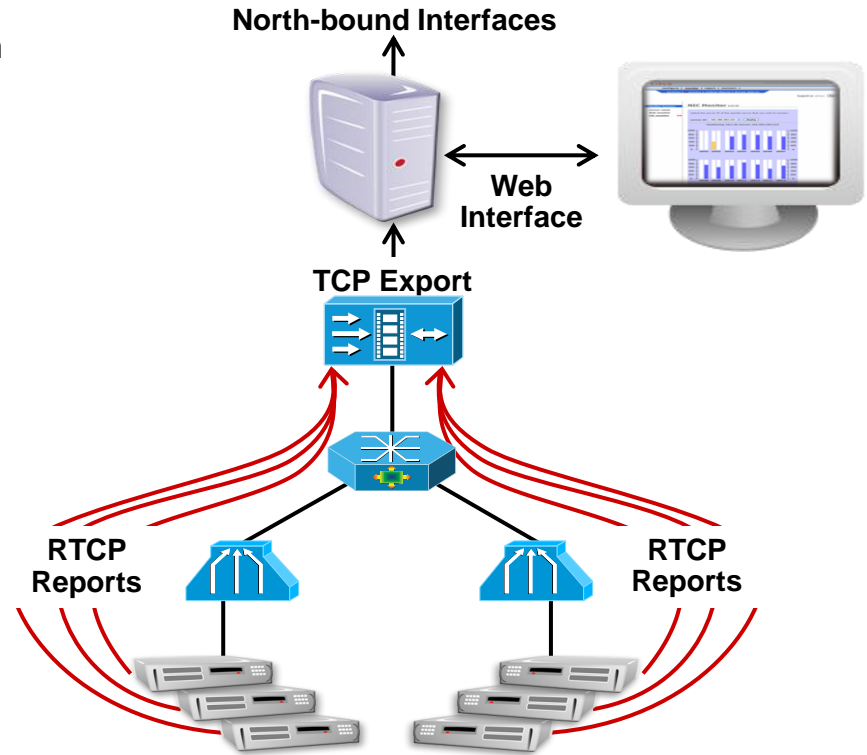 North-bound Interfaces
Web
Interface
TCP Export
RTCP
Reports
RTCP
Reports